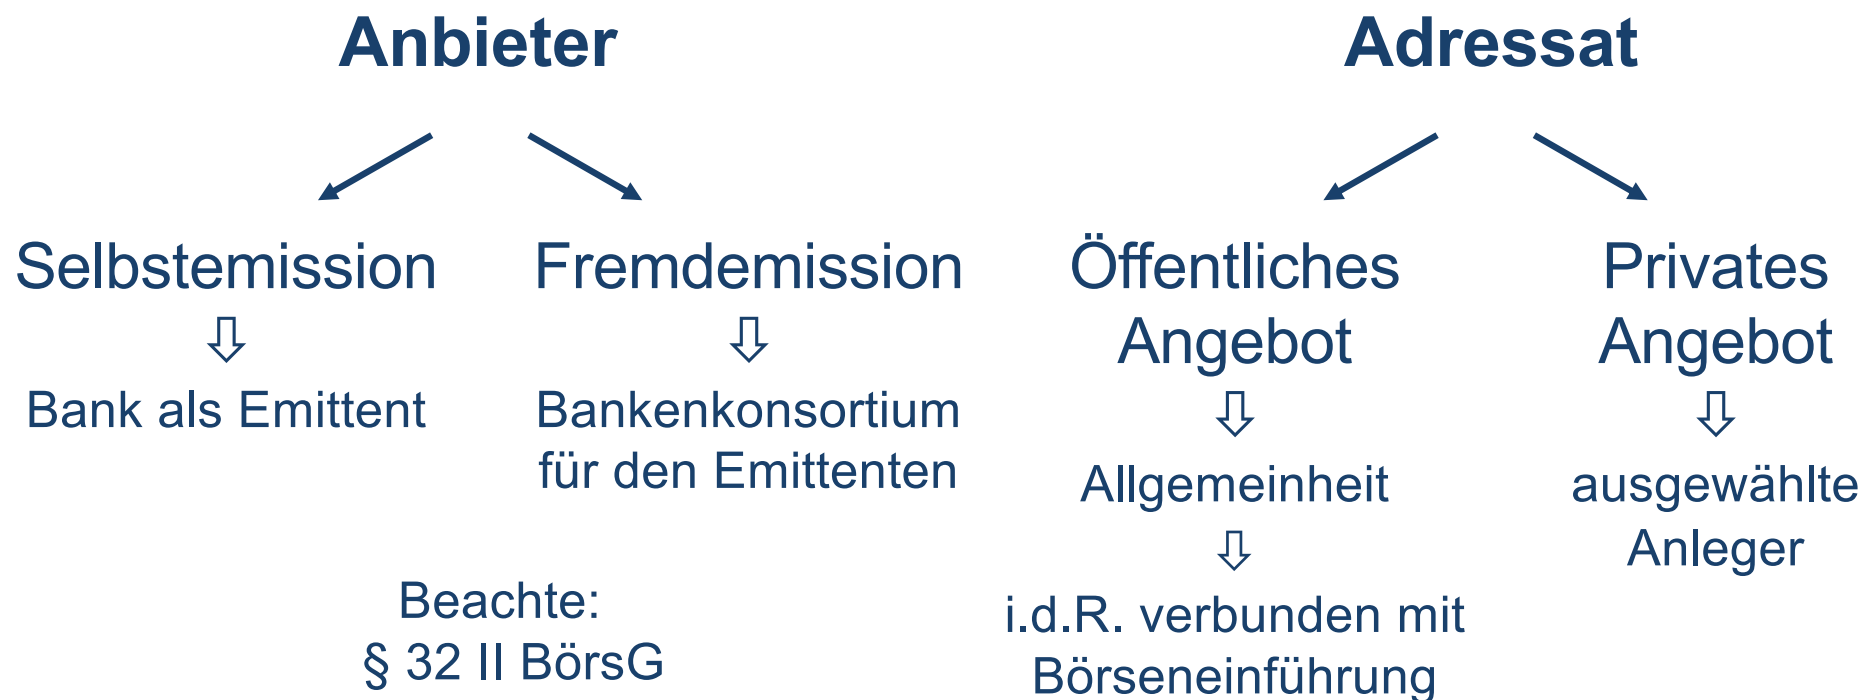 Anbieter
Selbstemission
Bank als Emittent
Fremdemission
Bankenkonsortium
für den Emittenten
Beachte:
§ 32 II BörsG
Adressat
Öffentliches
Angebot
Allgemeinheit
i.d.R. verbunden mit
Börseneinführung
Privates
Angebot
ausgewählte
Anleger